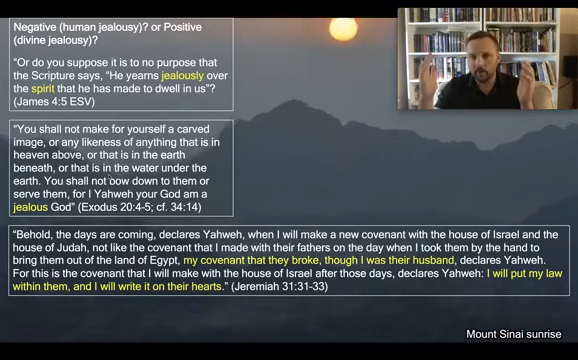 Negative (human jealousy)? or Positive
(divine jealousy)?
“Or do you suppose it is to no purpose that
the Scripture says, “He yearns jealously over
the spirit that he has made to dwell in us”?
(James 4:5 ESV)
“You shall not make for yourself a carved
image, or any likeness of anything that is in
heaven above, or that is in the earth
beneath, or that is in the water under the
earth. You shall not bow down to them or
serve them, for I Yahweh your God am a
jealous God” (Exodus 20:4-5; cf. 34:14)
“Behold, the days are coming, declares Yahweh, when I will make a new covenant with the house of Israel and the
house of Judah, not like the covenant that I made with their fathers on the day when I took them by the hand to
bring them out of the land of Egypt, my covenant that they broke, though I was their husband, declares Yahweh.
For this is the covenant that I will make with the house of Israel after those days, declares Yahweh: I will put my law
within them, and I will write it on their hearts.” (Jeremiah 31:31-33)
Mount Sinai sunrise